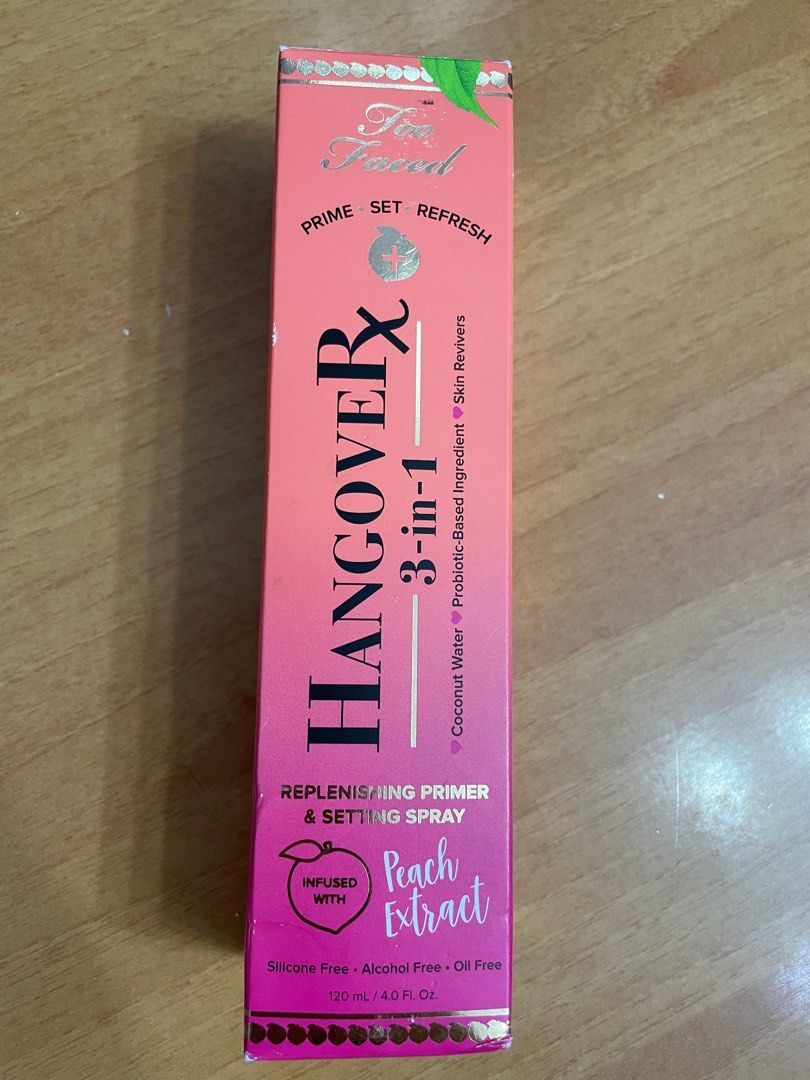 Too
Faced
PRIME • SET • REFRESH
HANGOVERx
3-in-1
Coconut Water ♥ Probiotic-Based Ingredient ♥ Skin Revivers
REPLENISHING PRIMER
& SETTING SPRAY
INFUSED
WITH
Peach
Extract
Silicone Free • Alcohol Free • Oil Free
120 mL / 4.0 Fl. Oz.